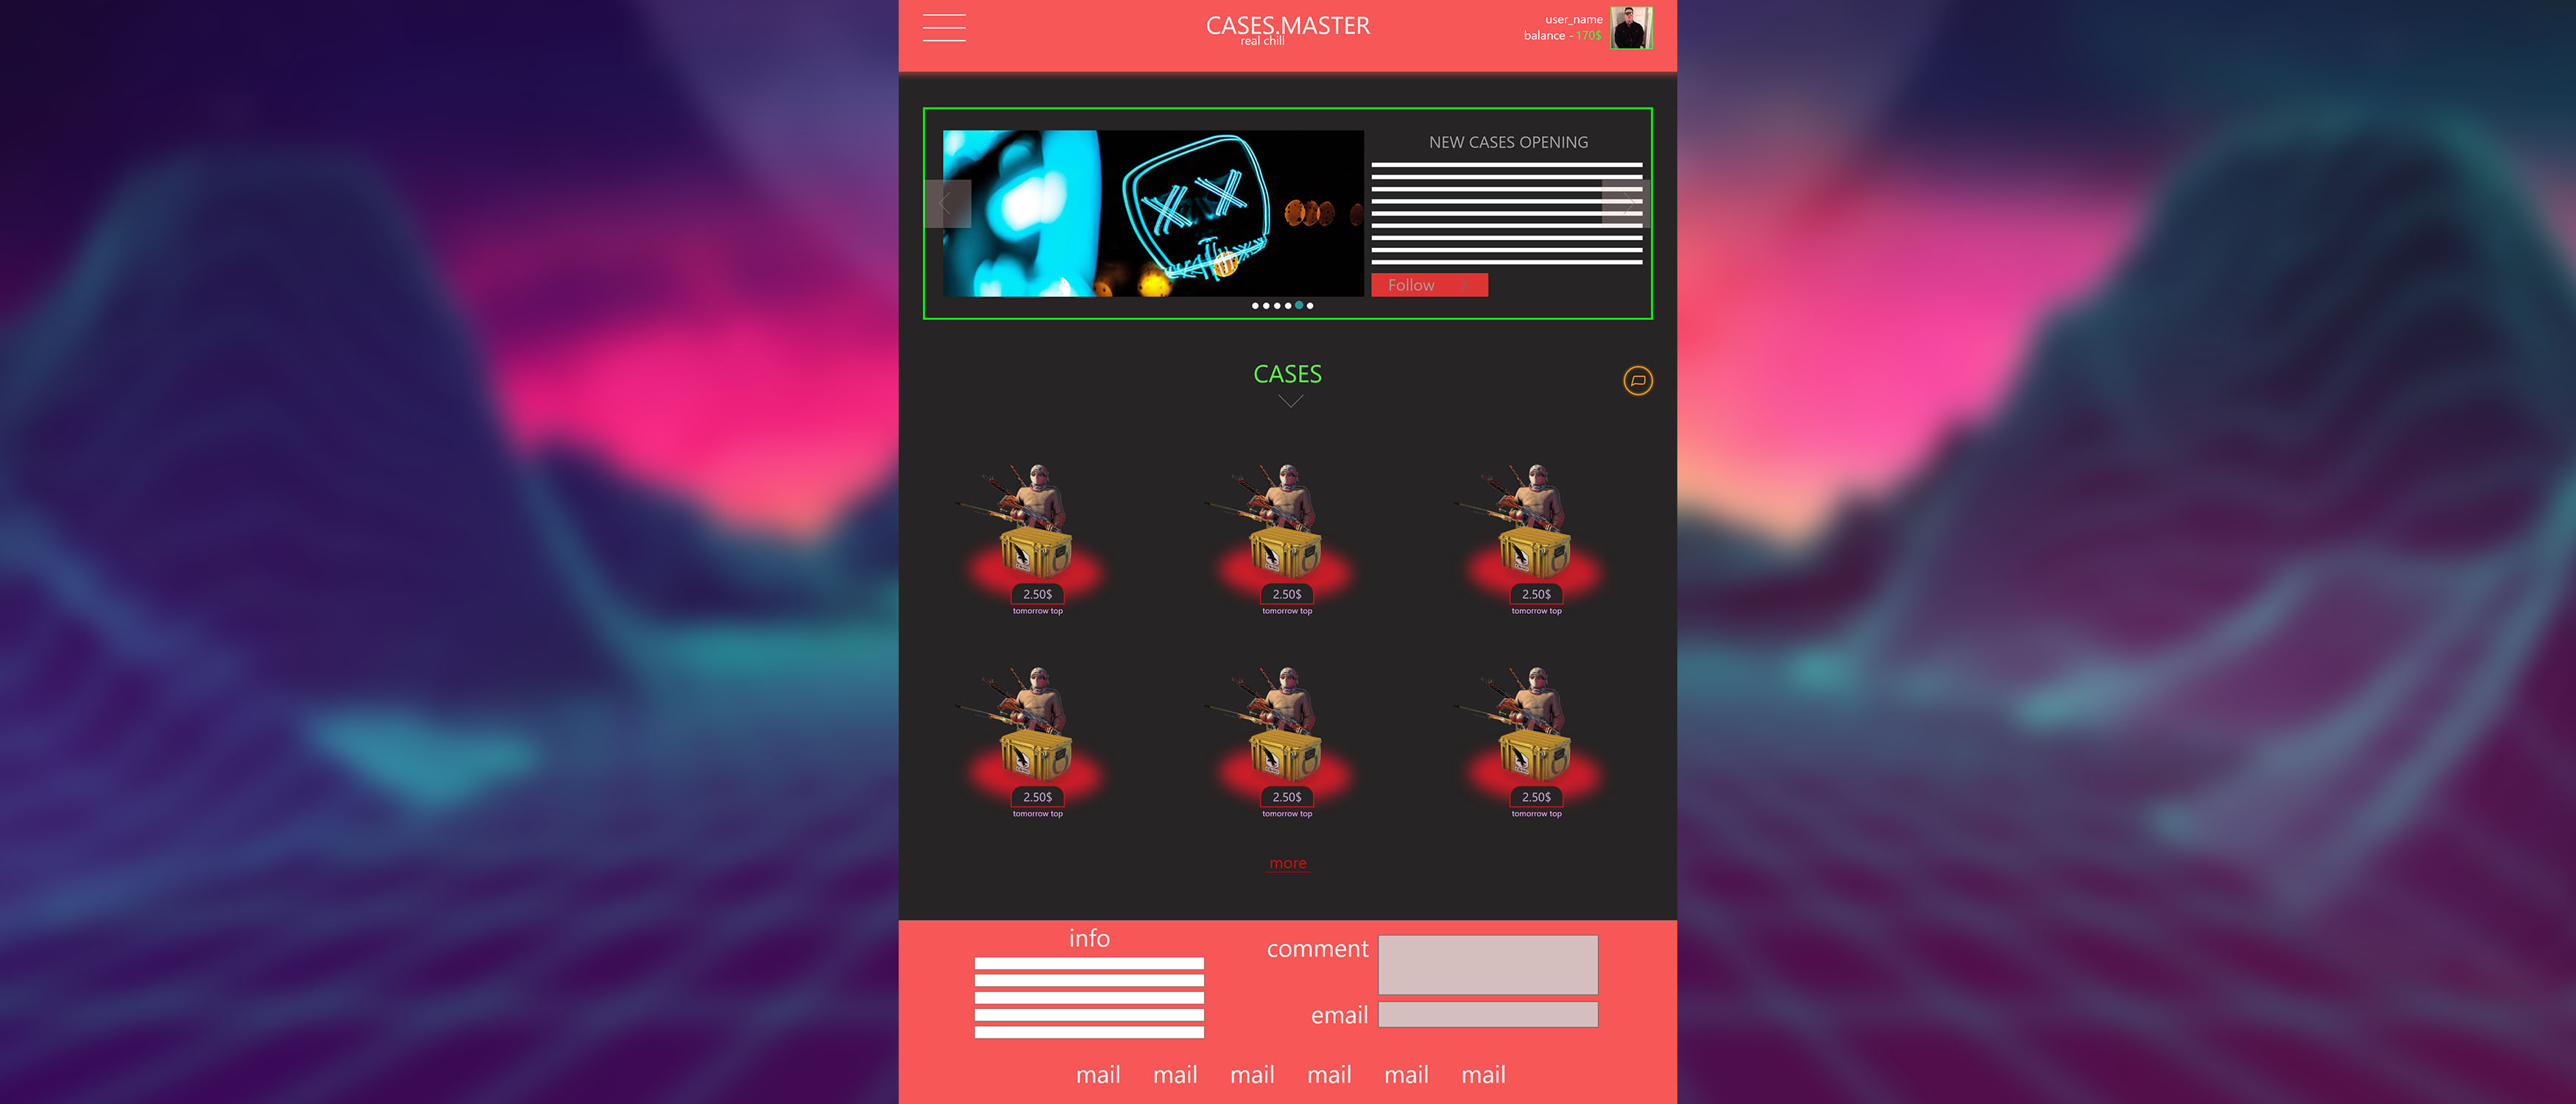 CASES.MASTER
real chill
user_name
balance - 170$
NEW CASES OPENING
Follow
CASES
2.50$ 2.50$ 2.50$
tomorrow top tomorrow top tomorrow top
2.50$ 2.50$ 2.50$
tomorrow top tomorrow top tomorrow top
more
info
comment
email
mail mail mail mail mail mail